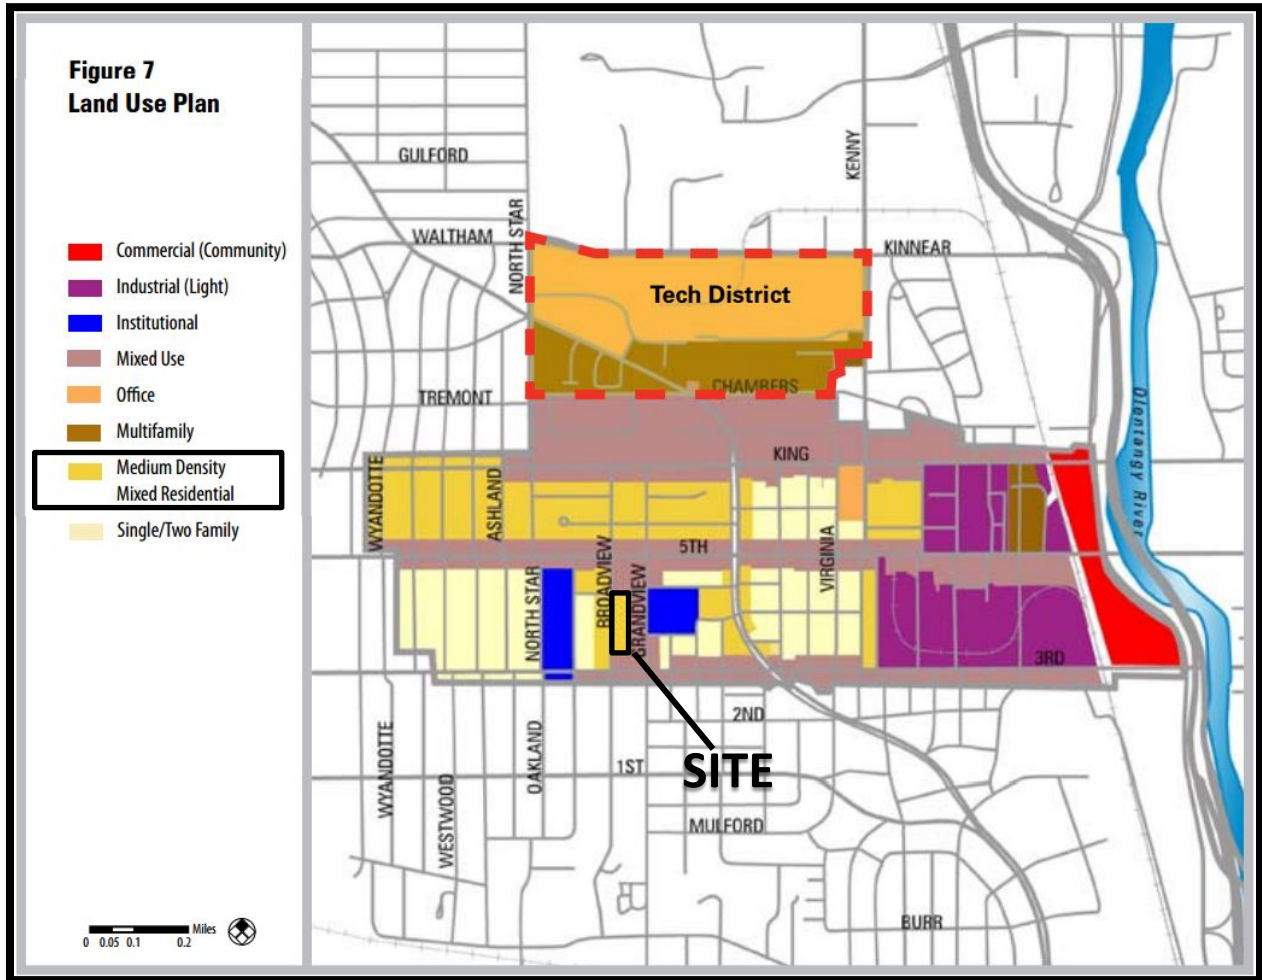 Figure 7
Land Use Plan
Commercial (Community)
Industrial (Light)
Institutional
Mixed Use
Office
Multifamily
Medium Density
Mixed Residential
Single/Two Family
0 0.05 0.1 0.2 Miles
GULFORD
KENNY
NORTH STAR
WALTHAM
KINNEAR
Tech District
CHAMBERS
TREMONT
Olentangy River
KING
WYANDOTTE
ASHLAND
VIRGINIA
5TH
BROADVIEW
GRANDVIEW
NORTH STAR
3RD
2ND
1ST
SITE
WYANDOTTE
WESTWOOD
OAKLAND
MULFORD
BURR